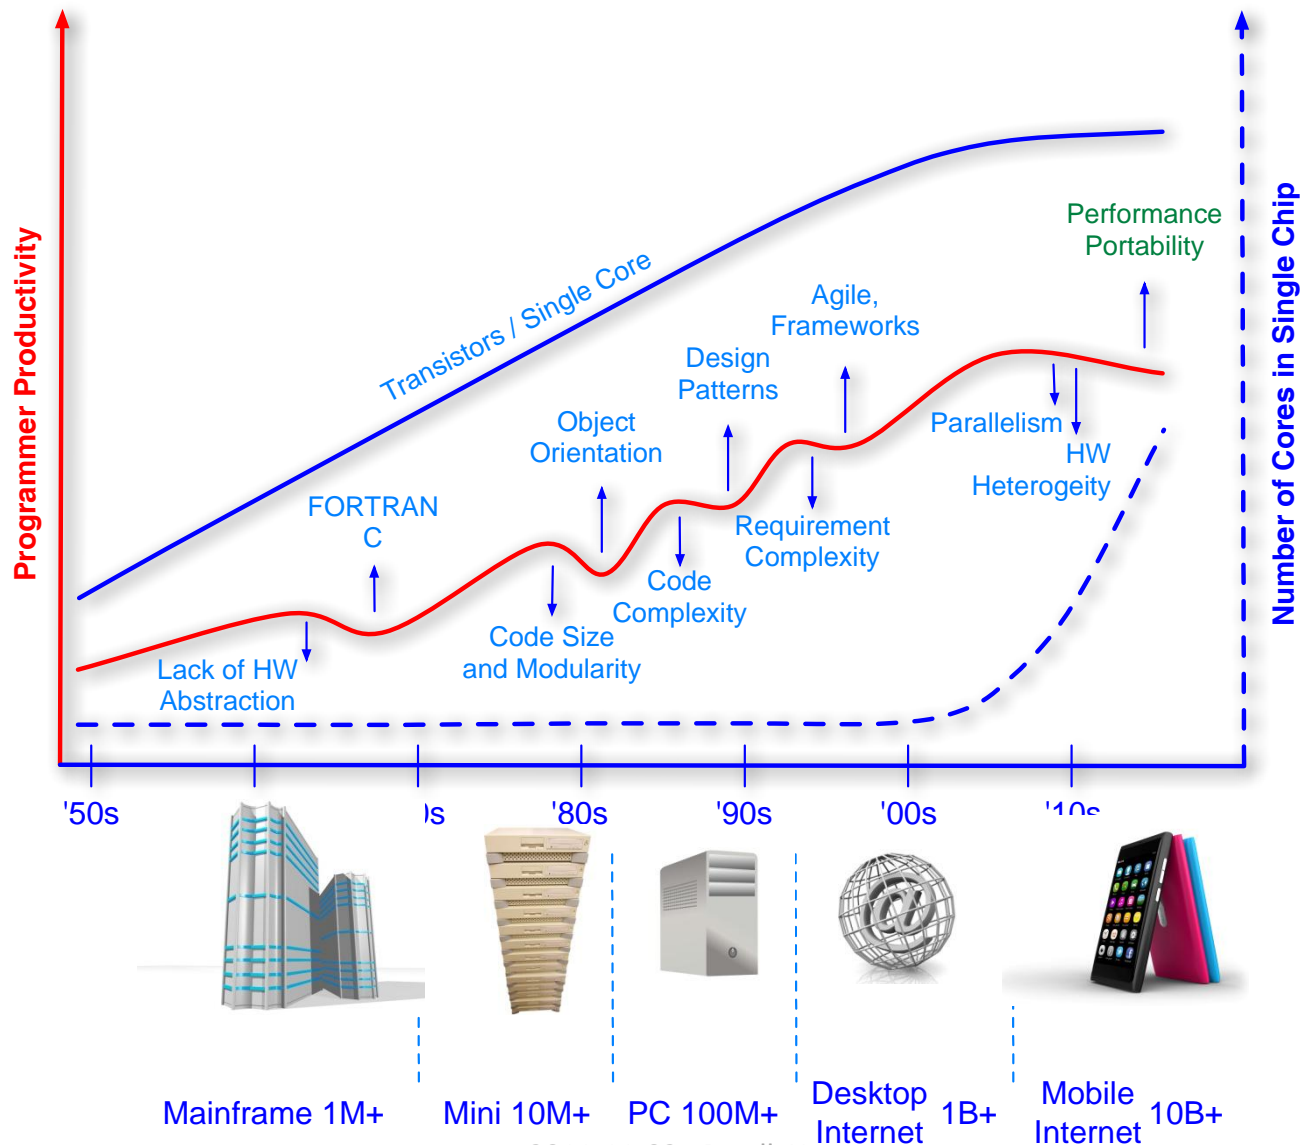 Programmer Productivity
Number of Cores in Single Chip
Transistors / Single Core
Performance
Portability
Agile,
Frameworks
Design
Patterns
Object
Orientation
FORTRAN
C
Parallelism
HW
Heterogeity
Requirement
Complexity
Code
Complexity
Code Size
and Modularity
Lack of HW
Abstraction
'50s
'80s
'90s
'00s
'10s
Mainframe 1M+
Mini 10M+
PC 100M+
Desktop
Internet
1B+
Mobile
Internet
10B+